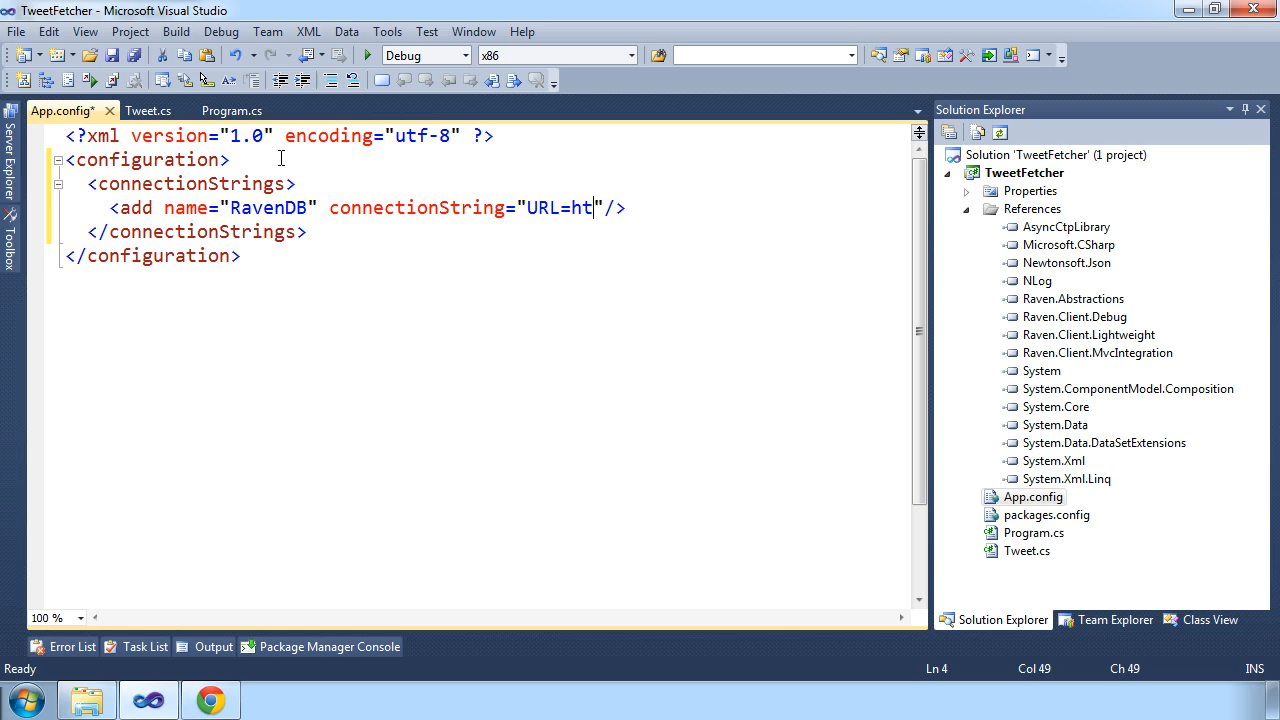 TweetFetcher - Microsoft Visual Studio
File Edit View Project Build Debug Team XML Data Tools Test Window Help
Debug x86
App.config* Tweet.cs Program.cs
Server Explorer
Toolbox
<?xml version="1.0" encoding="utf-8" ?>
<configuration>
<connectionStrings>
<add name="RavenDB" connectionString="URL=ht"/>
</connectionStrings>
</configuration>
100 %
Solution Explorer
Solution 'TweetFetcher' (1 project)
TweetFetcher
Properties
References
AsyncCtpLibrary
Microsoft.CSharp
Newtonsoft.Json
NLog
Raven.Abstractions
Raven.Client.Debug
Raven.Client.Lightweight
Raven.Client.MvcIntegration
System
System.ComponentModel.Composition
System.Core
System.Data
System.Data.DataSetExtensions
System.Xml
System.Xml.Linq
App.config
packages.config
Program.cs
Tweet.cs
Solution Explorer Team Explorer Class View
Error List Task List Output Package Manager Console
Ready Ln 4 Col 49 Ch 49 INS